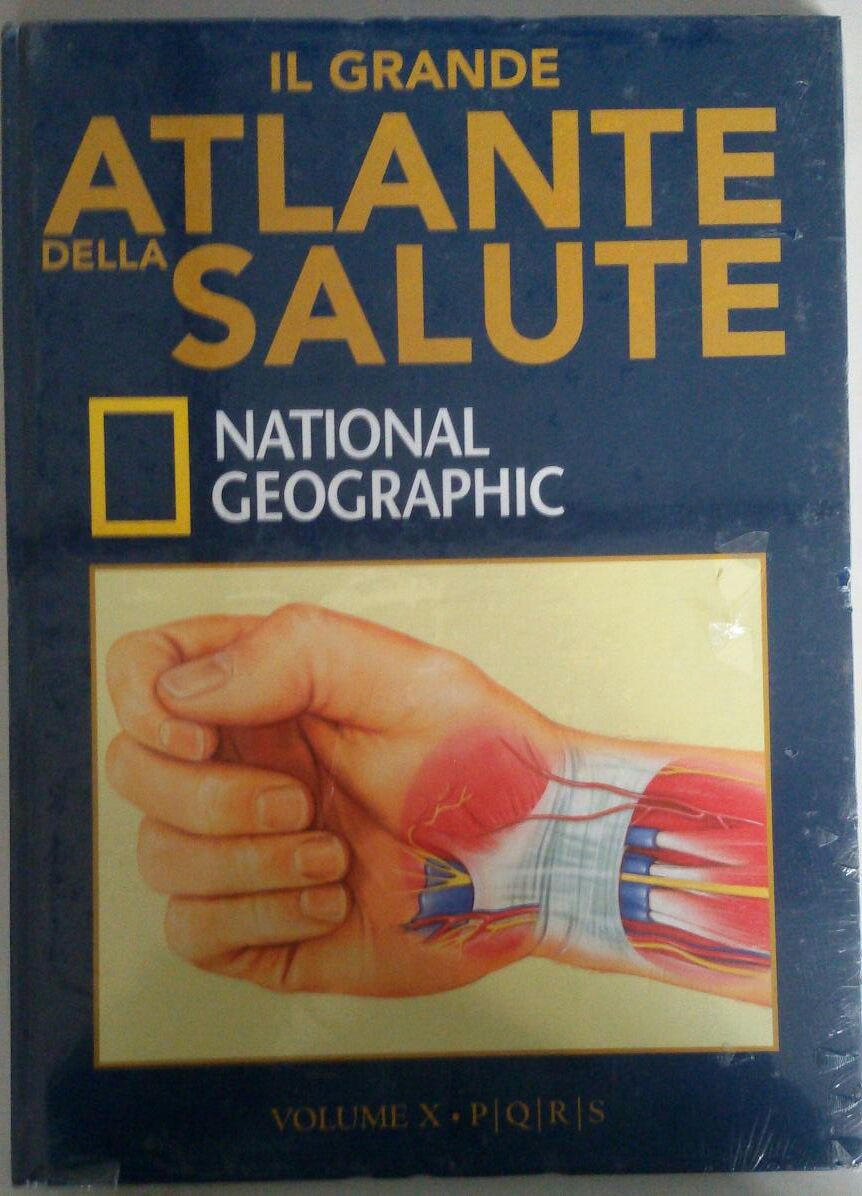 IL GRANDE
ATLANTE
DELLA SALUTE
NATIONAL
GEOGRAPHIC
VOLUME X • P|Q|R|S